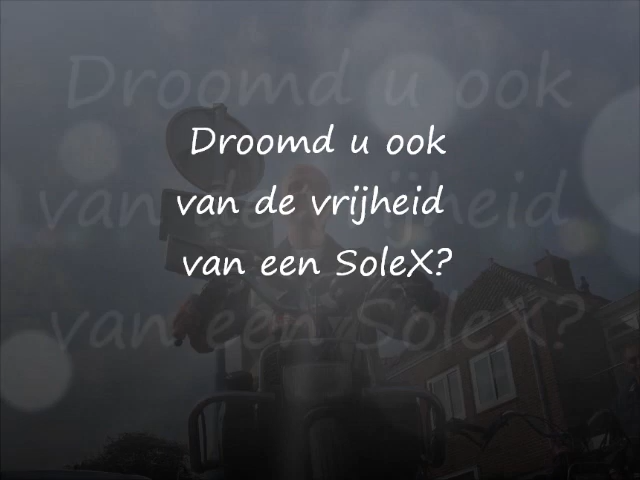 Droomd u ook
van de vrijheid
van een SoleX?